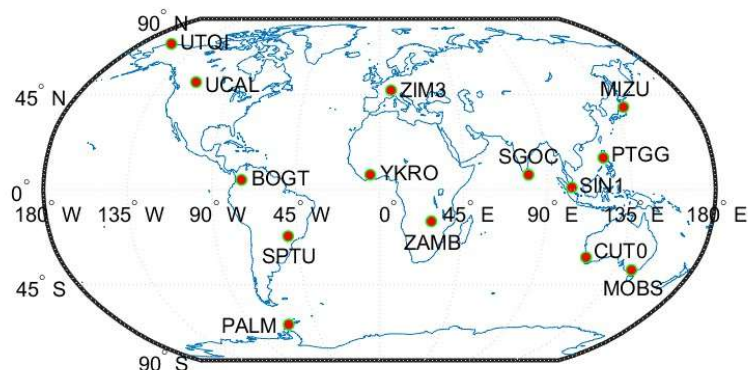 90° N
UTQI
UCAL
ZIM3
MIZU
45° N
SGOC
PTGG
BOGT
YKRO
SIN1
0°
180° W 135° W 90° W 45° W 0 45° E 90° E 135° E 180° E
SPTU
ZAMB
CUT0
MOBS
45° S
PALM
90° S